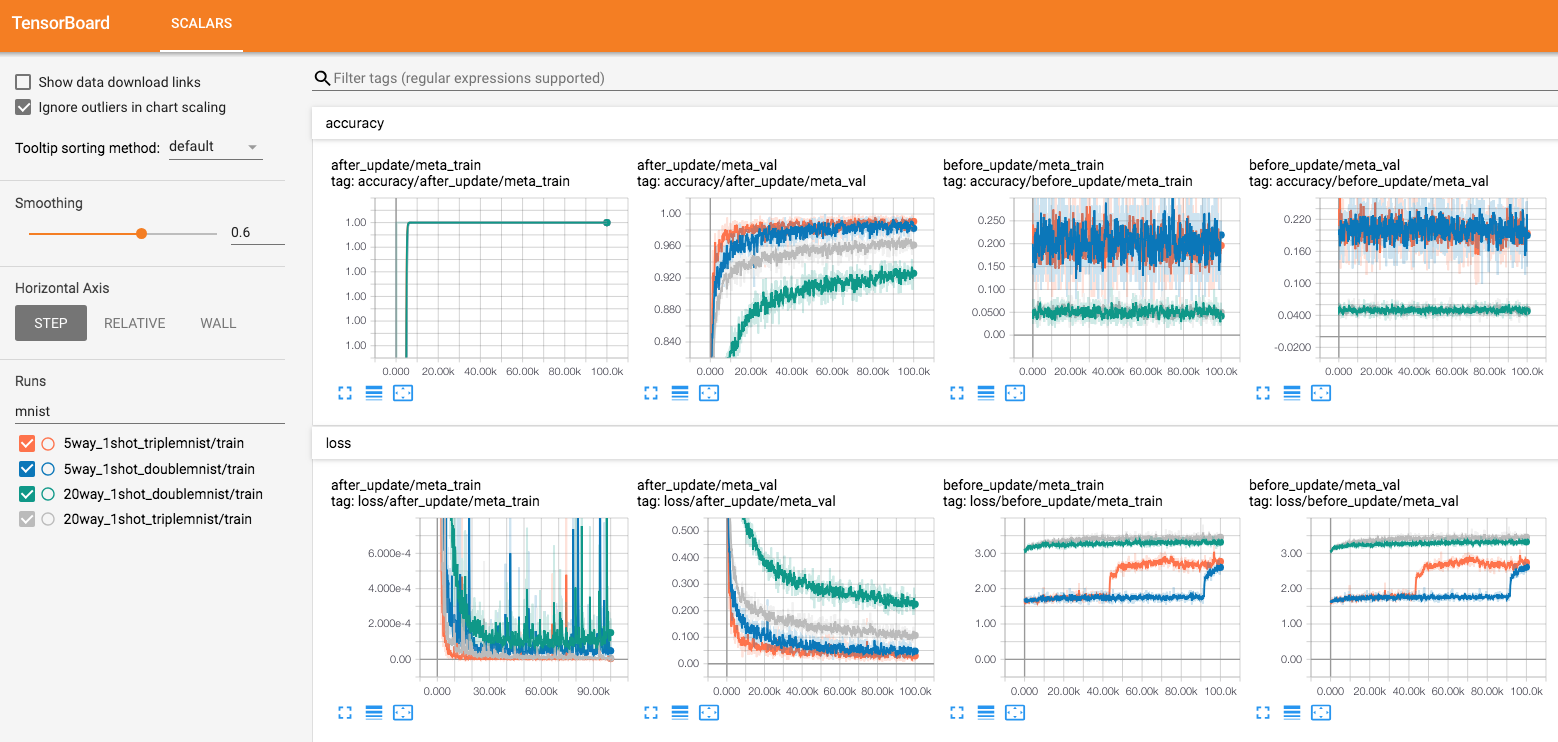 TensorBoard
SCALARS
Show data download links
Ignore outliers in chart scaling
Tooltip sorting method: default
Smoothing
0.6
Horizontal Axis
STEP RELATIVE WALL
Runs
mnist
5way_1shot_triplemnist/train
5way_1shot_doublemnist/train
20way_1shot_doublemnist/train
20way_1shot_triplemnist/train
Filter tags (regular expressions supported)
accuracy
after_update/meta_train
tag: accuracy/after_update/meta_train
1.00
1.00
1.00
1.00
1.00
1.00
0.000 20.00k 40.00k 60.00k 80.00k 100.0k
after_update/meta_val
tag: accuracy/after_update/meta_val
1.00
0.960
0.920
0.880
0.840
0.000 20.00k 40.00k 60.00k 80.00k 100.0k
before_update/meta_train
tag: accuracy/before_update/meta_train
0.250
0.200
0.150
0.100
0.0500
0.00
0.000 20.00k 40.00k 60.00k 80.00k 100.0k
before_update/meta_val
tag: accuracy/before_update/meta_val
0.220
0.160
0.100
0.0400
-0.0200
0.000 20.00k 40.00k 60.00k 80.00k 100.0k
loss
after_update/meta_train
tag: loss/after_update/meta_train
6.000e-4
4.000e-4
2.000e-4
0.00
0.000 30.00k 60.00k 90.00k
after_update/meta_val
tag: loss/after_update/meta_val
0.500
0.400
0.300
0.200
0.100
0.00
0.000 20.00k 40.00k 60.00k 80.00k 100.0k
before_update/meta_train
tag: loss/before_update/meta_train
3.00
2.00
1.00
0.00
0.000 20.00k 40.00k 60.00k 80.00k 100.0k
before_update/meta_val
tag: loss/before_update/meta_val
3.00
2.00
1.00
0.00
0.000 20.00k 40.00k 60.00k 80.00k 100.0k